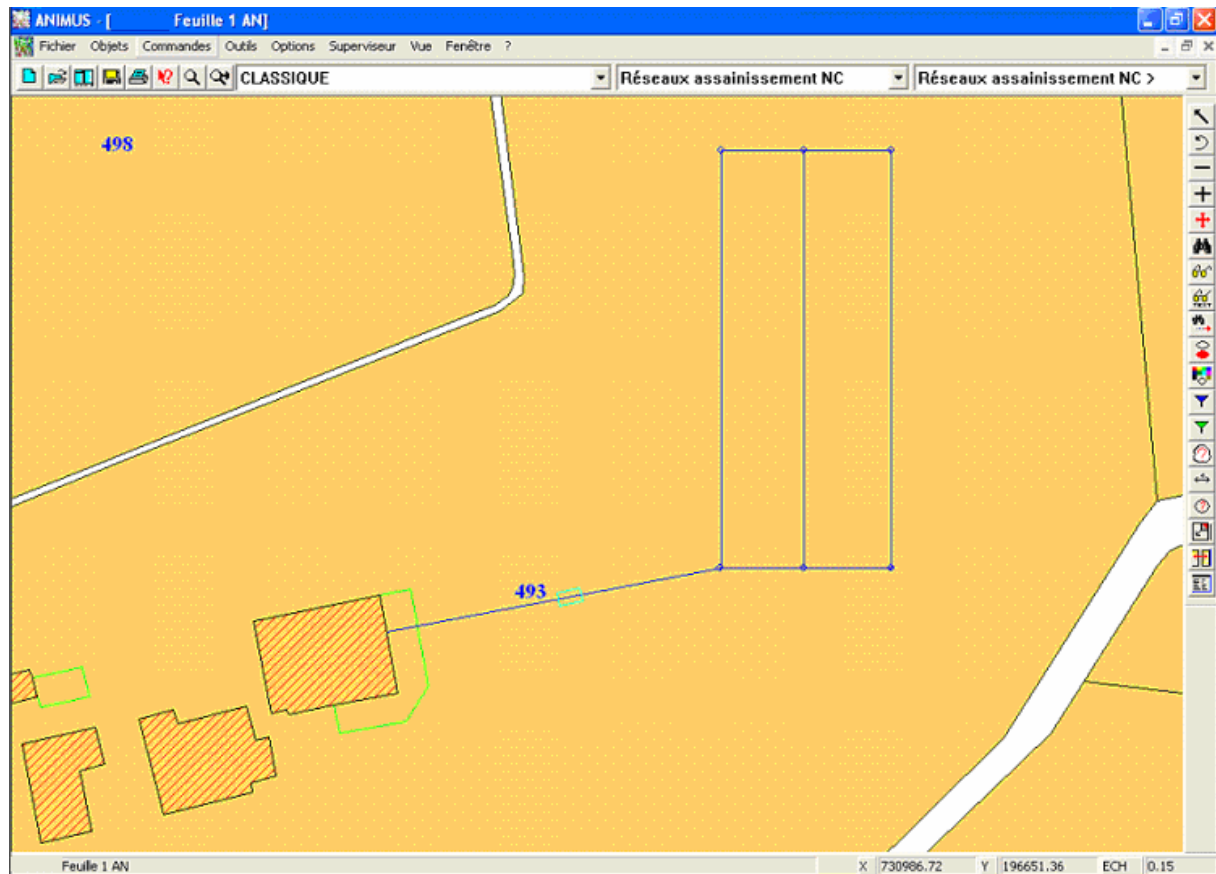 ANIMUS - [ Feuille 1 AN]
Fichier Objets Commandes Outils Options Superviseur Vue Fenêtre ?
CLASSIQUE Réseaux assainissement NC Réseaux assainissement NC >
498
493
Feuille 1 AN X 730986.72 Y 196651.36 ECH 0.15